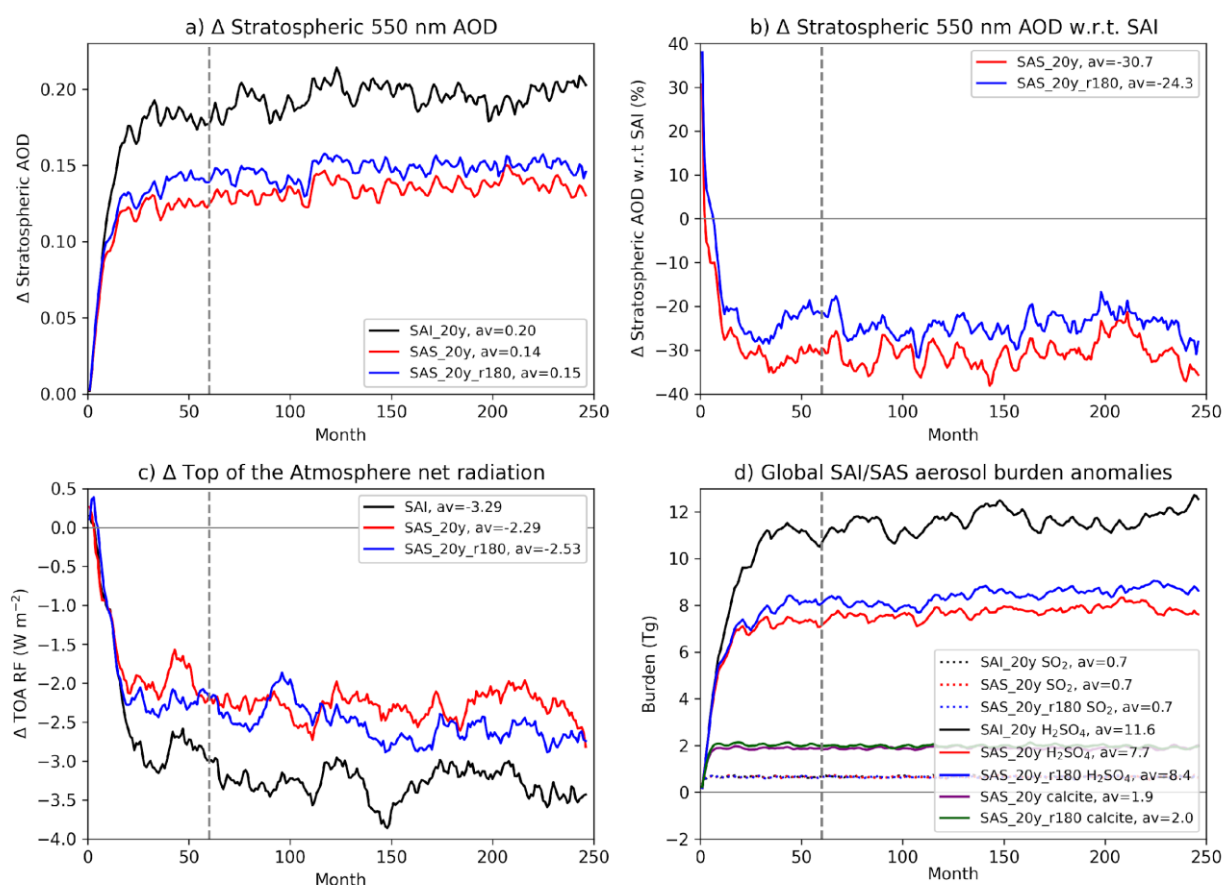 a) Δ Stratospheric 550 nm AOD
Δ Stratospheric AOD
0.20
0.15
0.10
0.05
0.00
SAI_20y, av=0.20
SAS_20y, av=0.14
SAS_20y_r180, av=0.15
0 50 100 150 200 250
Month
b) Δ Stratospheric 550 nm AOD w.r.t. SAI
Δ Stratospheric AOD w.r.t SAI (%)
40
30
20
10
0
−10
−20
−30
−40
SAS_20y, av=-30.7
SAS_20y_r180, av=-24.3
0 50 100 150 200 250
Month
c) Δ Top of the Atmosphere net radiation
Δ TOA RF (W m⁻²)
0.5
0.0
−0.5
−1.0
−1.5
−2.0
−2.5
−3.0
−3.5
−4.0
SAI, av=-3.29
SAS_20y, av=-2.29
SAS_20y_r180, av=-2.53
0 50 100 150 200 250
Month
d) Global SAI/SAS aerosol burden anomalies
Burden (Tg)
12
10
8
6
4
2
0
−2
SAI_20y SO₂, av=0.7
SAS_20y SO₂, av=0.7
SAS_20y_r180 SO₂, av=0.7
SAI_20y H₂SO₄, av=11.6
SAS_20y H₂SO₄, av=7.7
SAS_20y_r180 H₂SO₄, av=8.4
SAS_20y calcite, av=1.9
SAS_20y_r180 calcite, av=2.0
0 50 100 150 200 250
Month